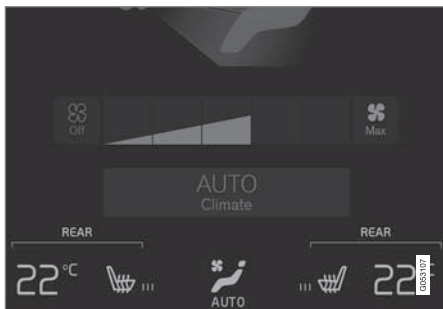 Off
Max
AUTO
Climate
REAR
REAR
22°C
22°
AUTO
G053107